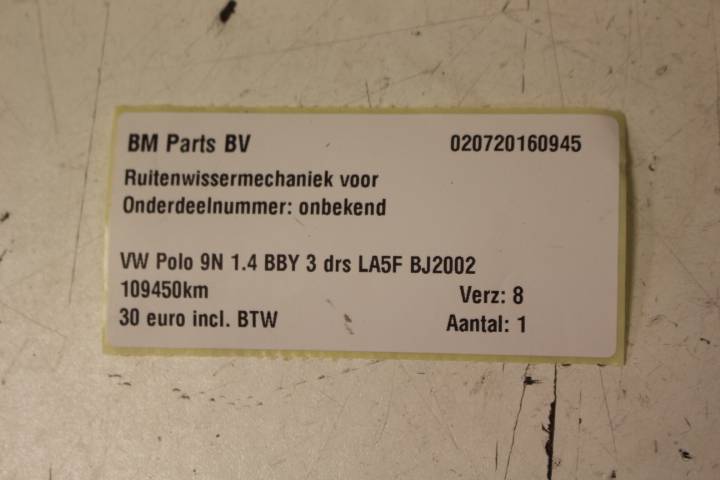 BM Parts BV 020720160945
Ruitenwissermechaniek voor
Onderdeelnummer: onbekend
VW Polo 9N 1.4 BBY 3 drs LA5F BJ2002
109450km Verz: 8
30 euro incl. BTW Aantal: 1